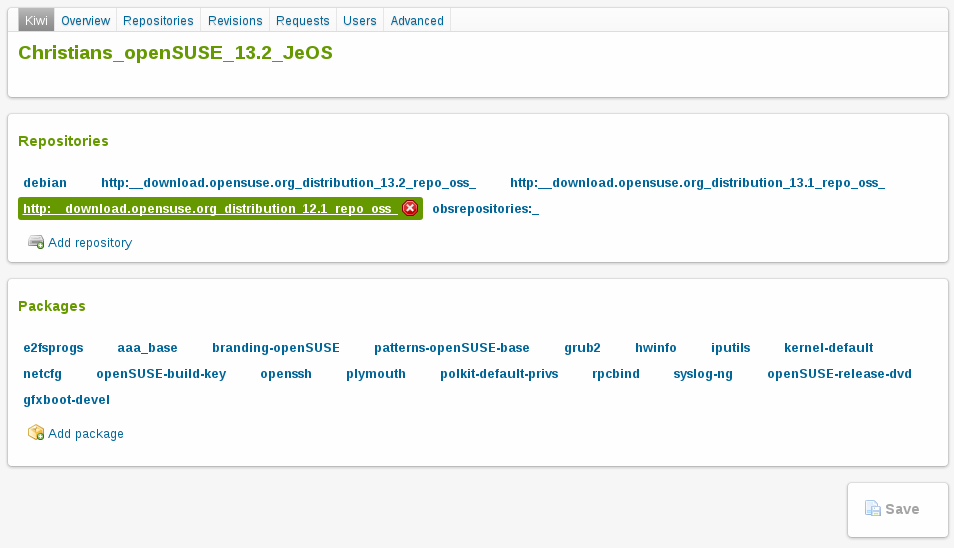 Kiwi Overview Repositories Revisions Requests Users Advanced
Christians_openSUSE_13.2_JeOS
Repositories
debian http:__download.opensuse.org_distribution_13.2_repo_oss_ http:__download.opensuse.org_distribution_13.1_repo_oss_
http:__download.opensuse.org_distribution_12.1_repo_oss_ obsrepositories:_
Add repository
Packages
e2fsprogs aaa_base branding-openSUSE patterns-openSUSE-base grub2 hwinfo iputils kernel-default
netcfg openSUSE-build-key openssh plymouth polkit-default-privs rpcbind syslog-ng openSUSE-release-dvd
gfxboot-devel
Add package
Save